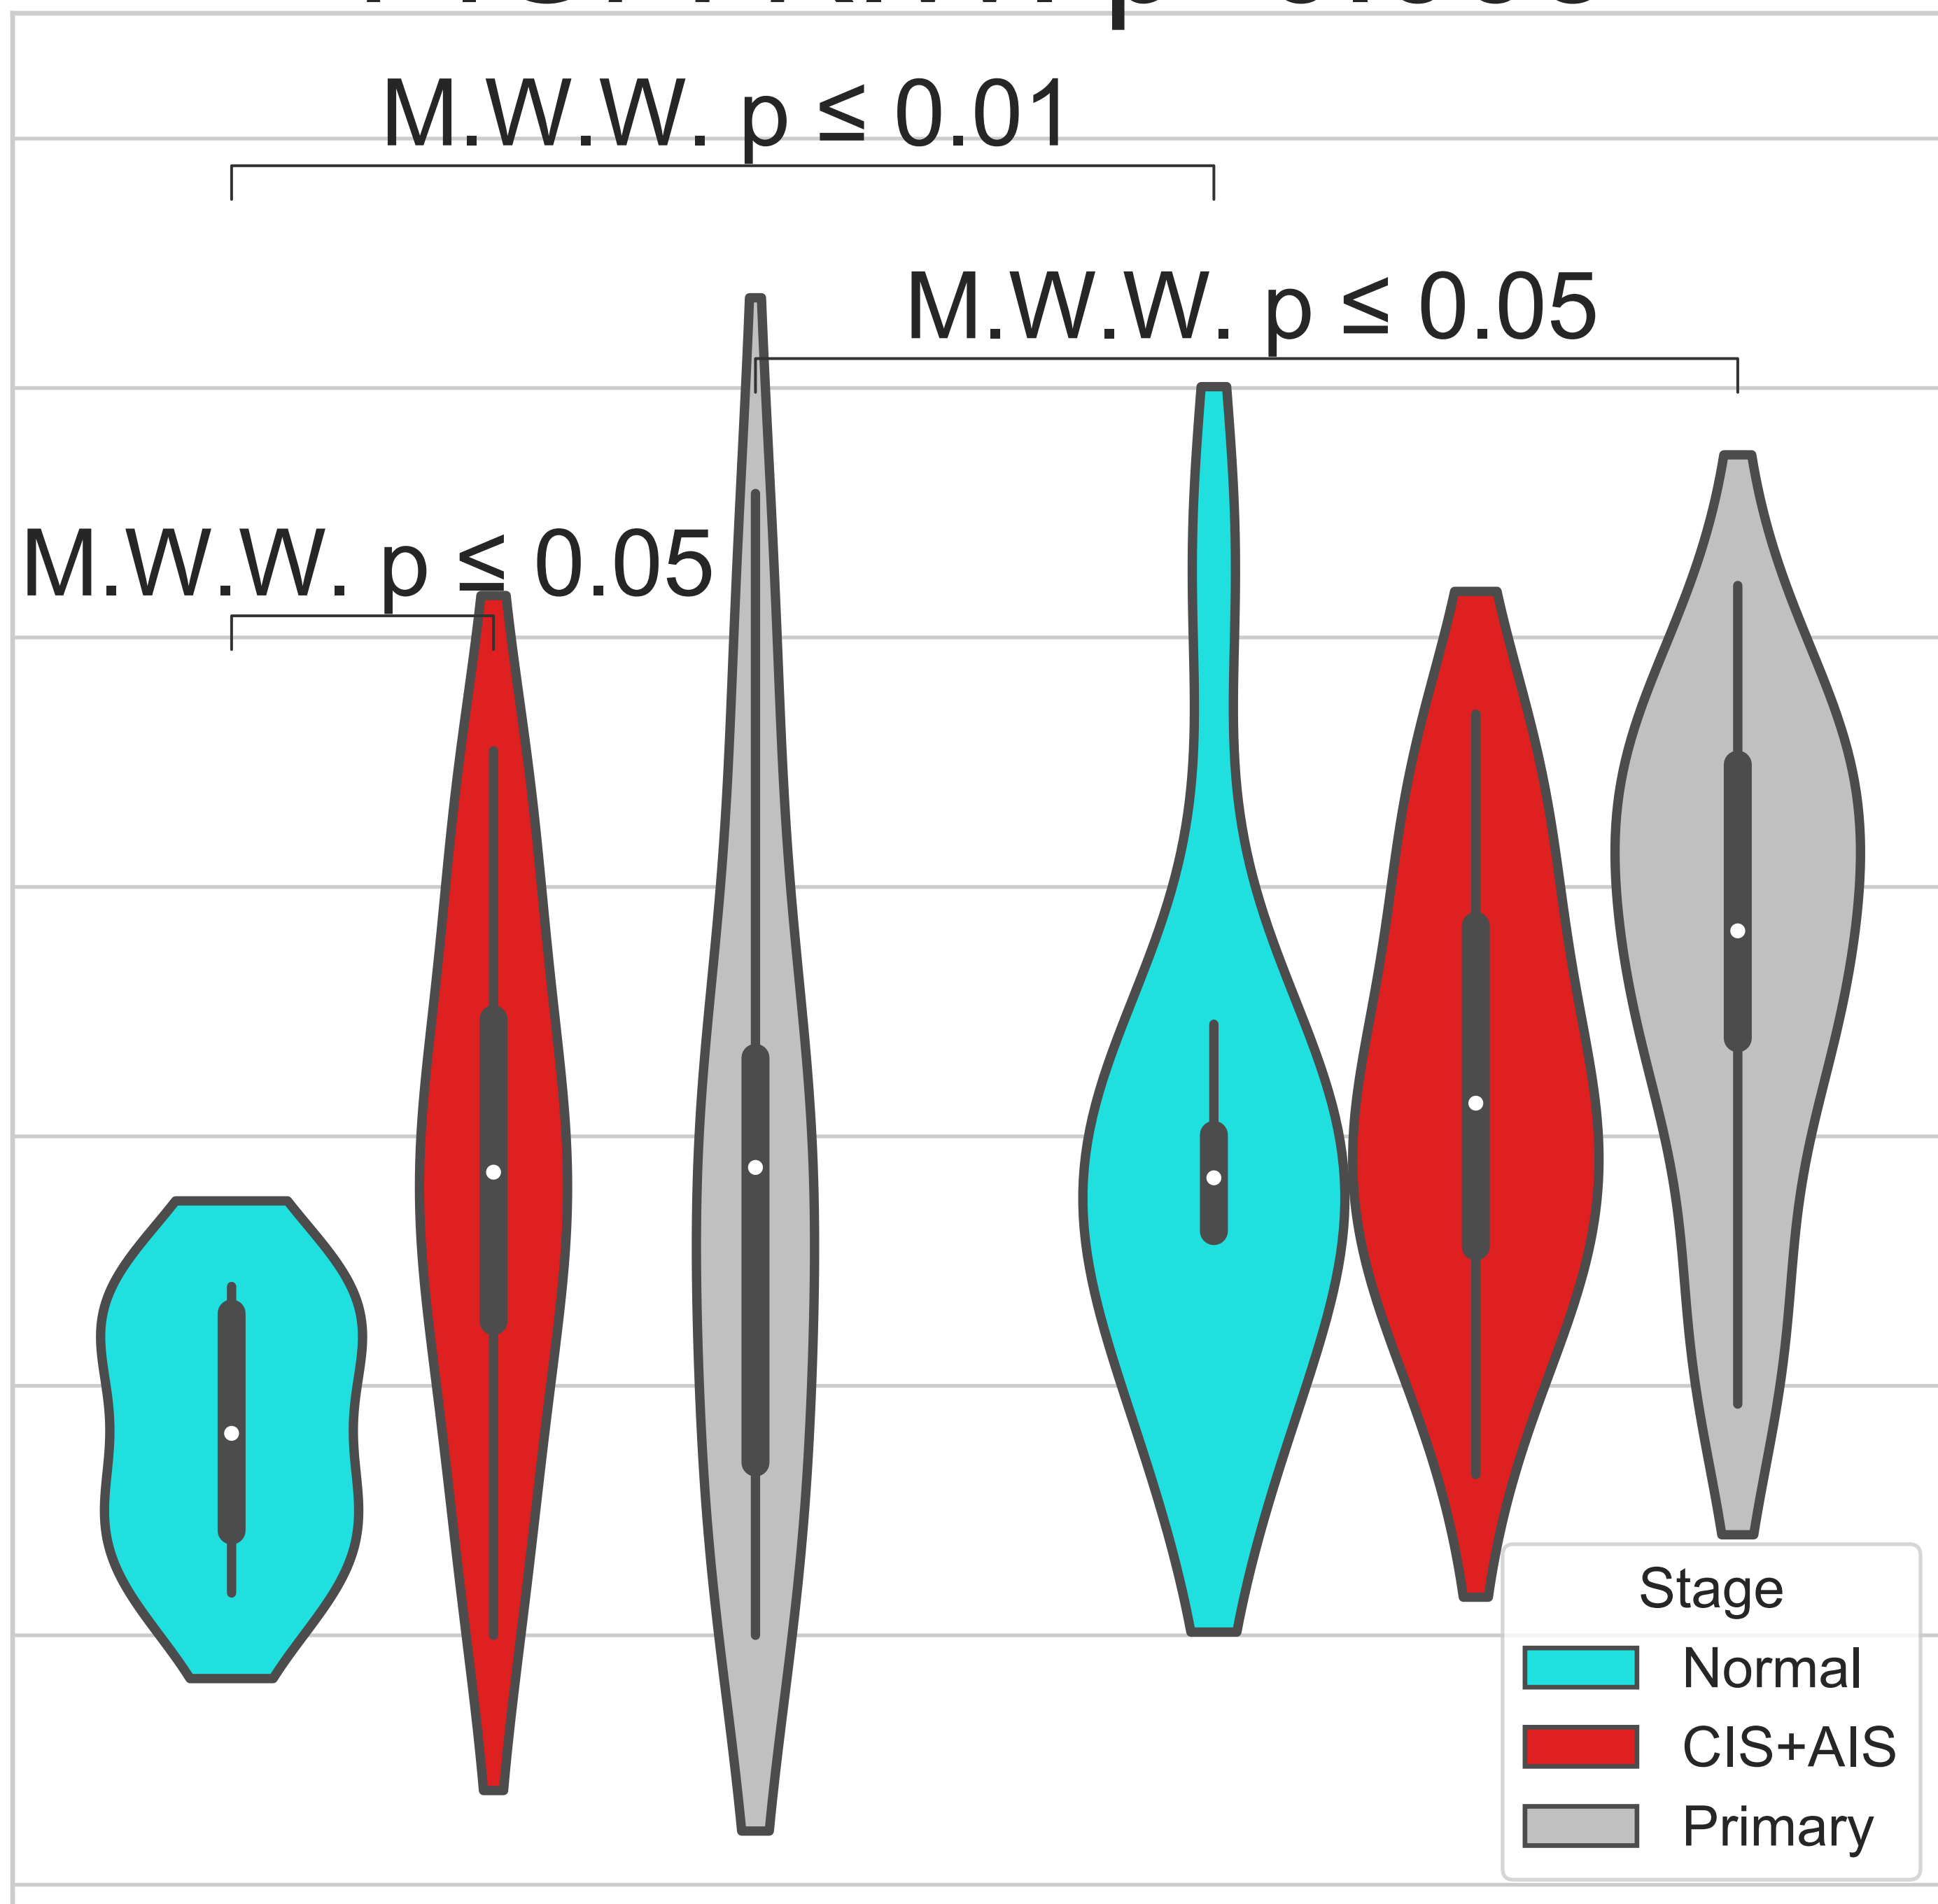 M.W.W. p ≤ 0.01
M.W.W. p ≤ 0.05
M.W.W. p ≤ 0.05
Stage
Normal
CIS+AIS
Primary